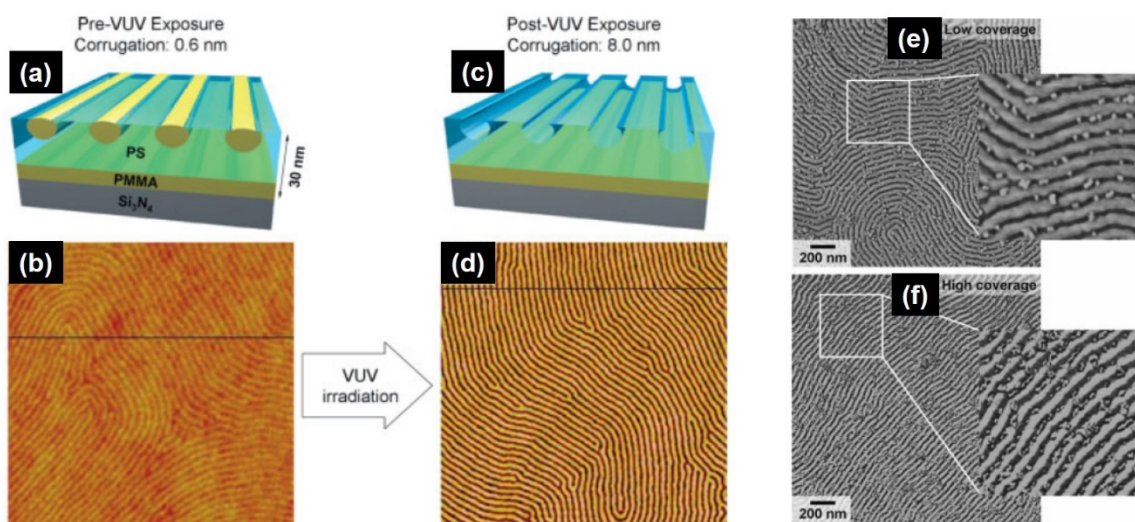 Pre-VUV Exposure
Corrugation: 0.6 nm
(a)
PS
PMMA
Si3N4
30 nm
(b)
VUV
irradiation
Post-VUV Exposure
Corrugation: 8.0 nm
(c)
(d)
(e)
Low coverage
200 nm
(f)
High coverage
200 nm